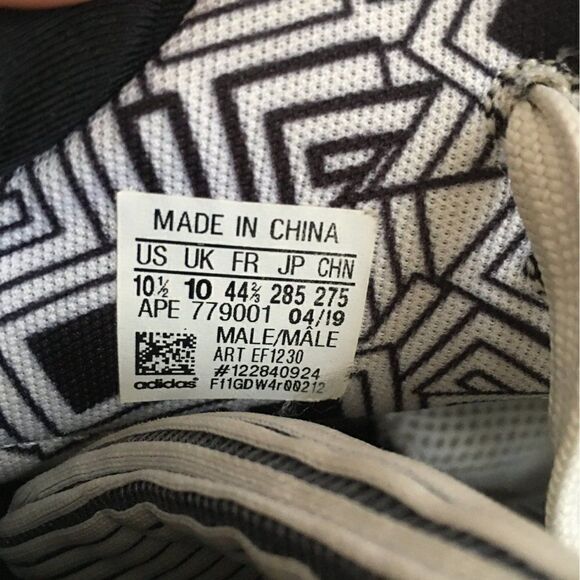 MADE IN CHINA
US UK FR JP CHN
10½ 10 44⅔ 285 275
APE 779001 04/19
MALE/MÂLE
ART EF1230
#122840924
adidas F11GDW4r00212